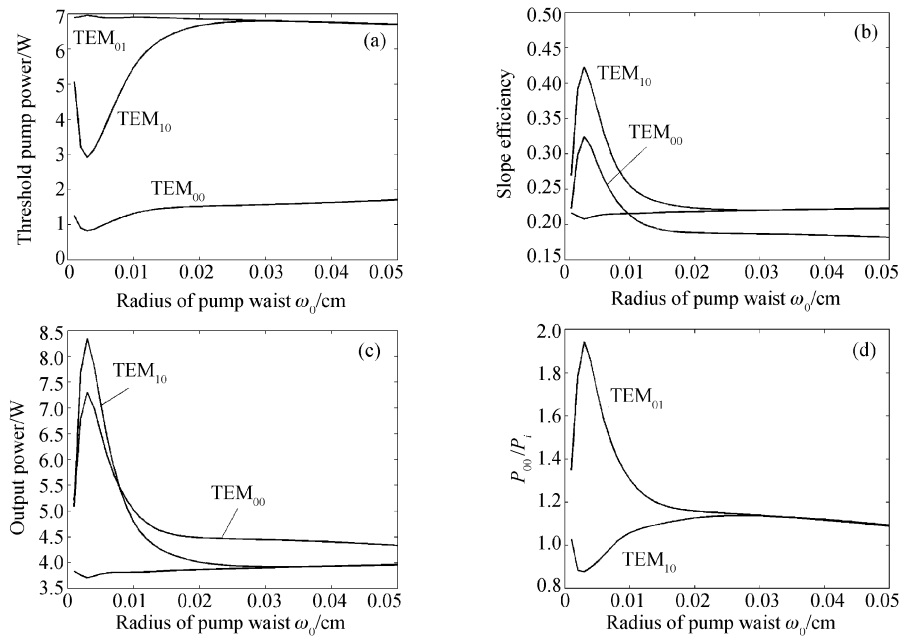 (a)
Threshold pump power/W
7
6
5
4
3
2
1
0
TEM₀₁
TEM₁₀
TEM₀₀
0 0.01 0.02 0.03 0.04 0.05
Radius of pump waist ω₀/cm
(b)
Slope efficiency
0.50
0.45
0.40
0.35
0.30
0.25
0.20
0.15
TEM₁₀
TEM₀₀
0 0.01 0.02 0.03 0.04 0.05
Radius of pump waist ω₀/cm
(c)
Output power/W
8.5
8.0
7.5
7.0
6.5
6.0
5.5
5.0
4.5
4.0
3.5
TEM₁₀
TEM₀₀
0 0.01 0.02 0.03 0.04 0.05
Radius of pump waist ω₀/cm
(d)
P₀₀/Pᵢ
2.0
1.8
1.6
1.4
1.2
1.0
0.8
TEM₀₁
TEM₁₀
0 0.01 0.02 0.03 0.04 0.05
Radius of pump waist ω₀/cm